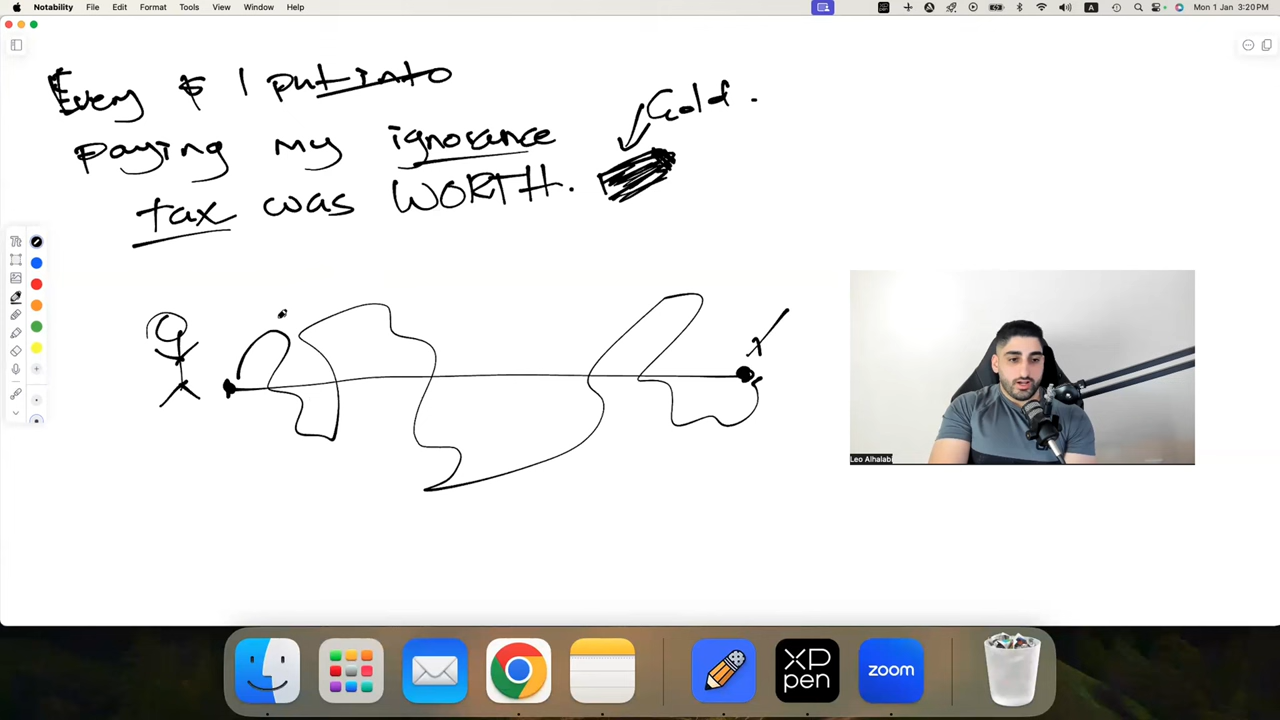 Notability File Edit Format Tools View Window Help Mon 1 Jan 3:20 PM
Every $ I put into
paying my ignorance
tax was WORTH.
Gold.
Tt
Leo Alhalabi
XP
pen
zoom